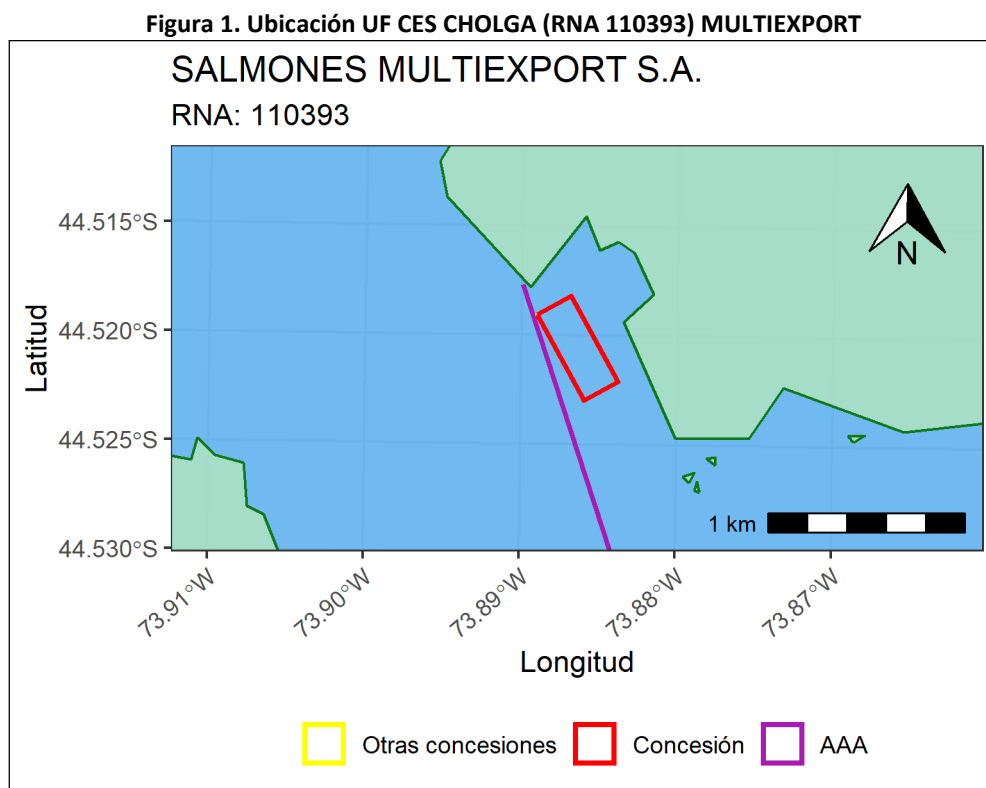 Figura 1. Ubicación UF CES CHOLGA (RNA 110393) MULTIEXPORT
SALMONES MULTIEXPORT S.A.
RNA: 110393
44.515°S
44.520°S
44.525°S
44.530°S
Latitud
N
1 km
73.91°W
73.90°W
73.89°W
73.88°W
73.87°W
Longitud
Otras concesiones
Concesión
AAA